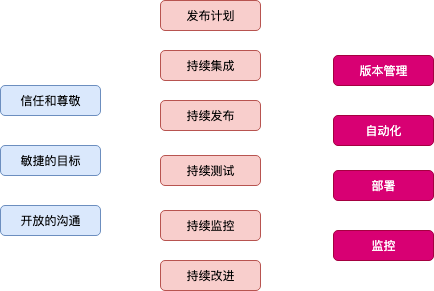 发布计划
持续集成
版本管理
信任和尊敬
持续发布
自动化
敏捷的目标
持续测试
部署
开放的沟通
持续监控
监控
持续改进